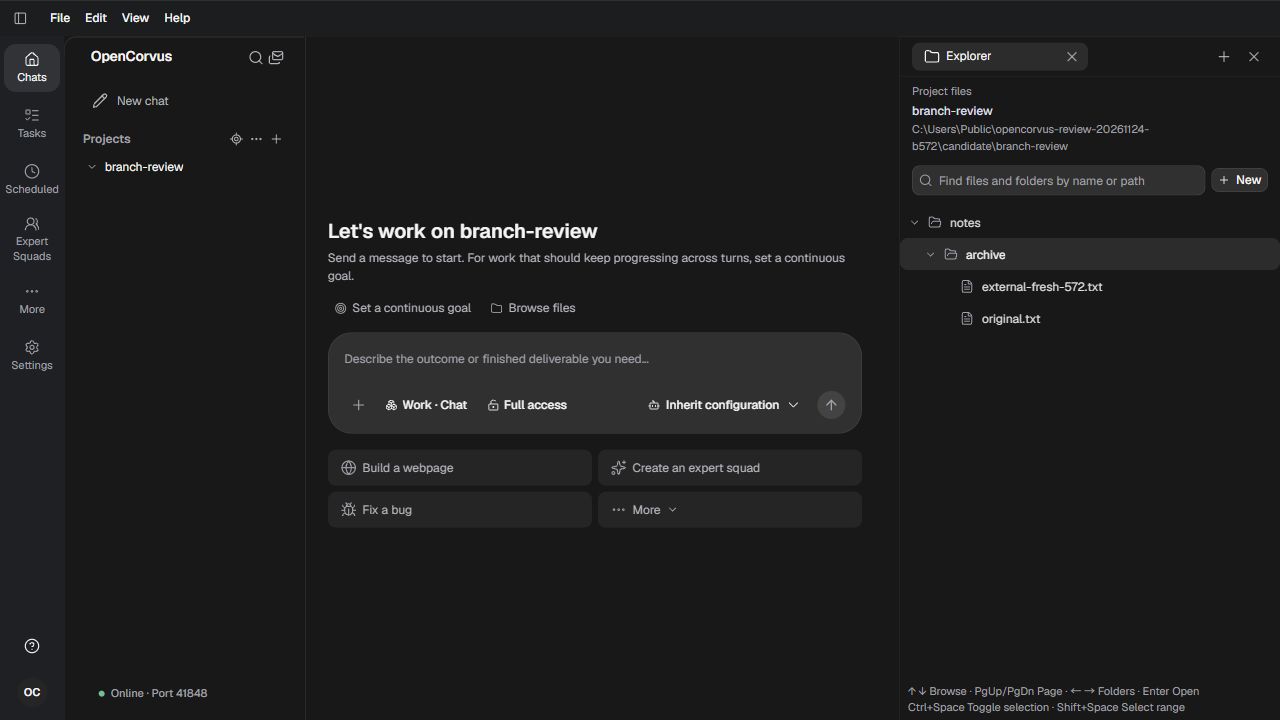 File Edit View Help
Chats
Tasks
Scheduled
Expert
Squads
More
Settings
OC
OpenCorvus
New chat
Projects
branch-review
Online · Port 41848
Let's work on branch-review
Send a message to start. For work that should keep progressing across turns, set a continuous
goal.
Set a continuous goal Browse files
Describe the outcome or finished deliverable you need...
Work · Chat Full access Inherit configuration
Build a webpage Create an expert squad
Fix a bug More
Explorer
Project files
branch-review
C:\Users\Public\opencorvus-review-20261124-
b572\candidate\branch-review
Find files and folders by name or path New
notes
archive
external-fresh-572.txt
original.txt
↑↓ Browse · PgUp/PgDn Page · ←→ Folders · Enter Open
Ctrl+Space Toggle selection · Shift+Space Select range